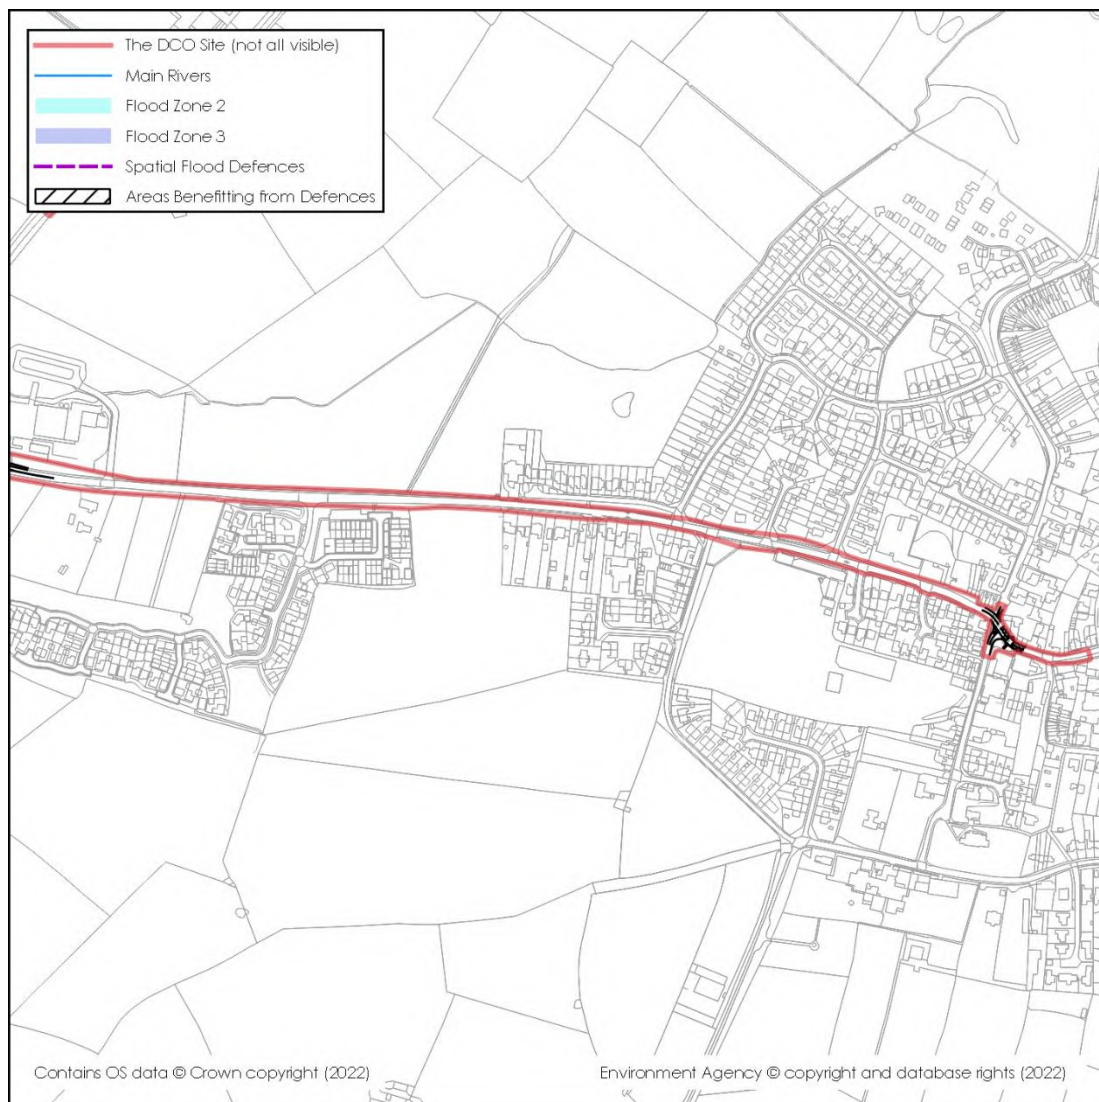 The DCO Site (not all visible)
Main Rivers
Flood Zone 2
Flood Zone 3
Spatial Flood Defences
Areas Benefitting from Defences
Contains OS data © Crown copyright (2022)
Environment Agency © copyright and database rights (2022)